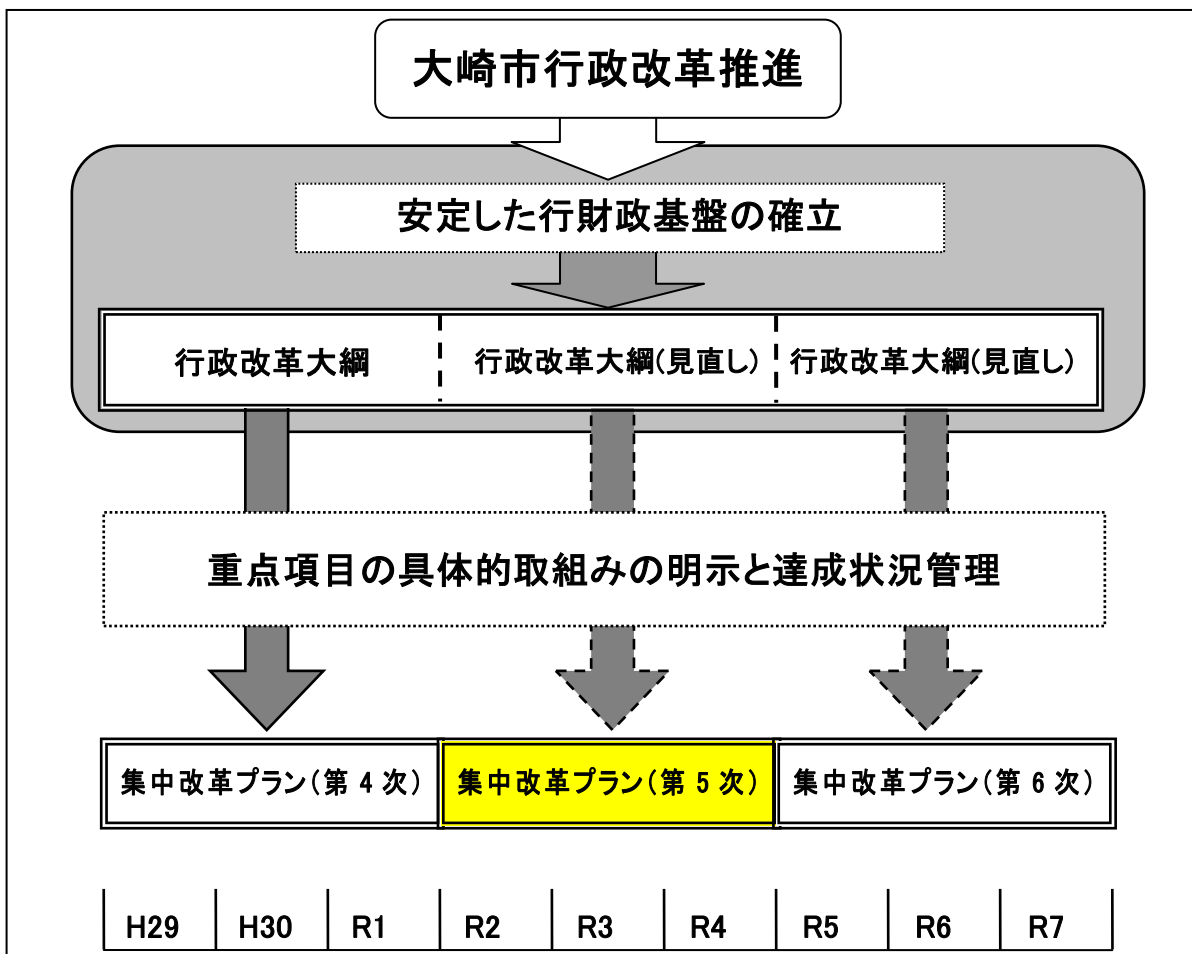 大崎市行政改革推進
安定した行財政基盤の確立
行政改革大綱 行政改革大綱(見直し) 行政改革大綱(見直し)
重点項目の具体的取組みの明示と達成状況管理
集中改革プラン(第4次) 集中改革プラン(第5次) 集中改革プラン(第6次)
H29 H30 R1 R2 R3 R4 R5 R6 R7